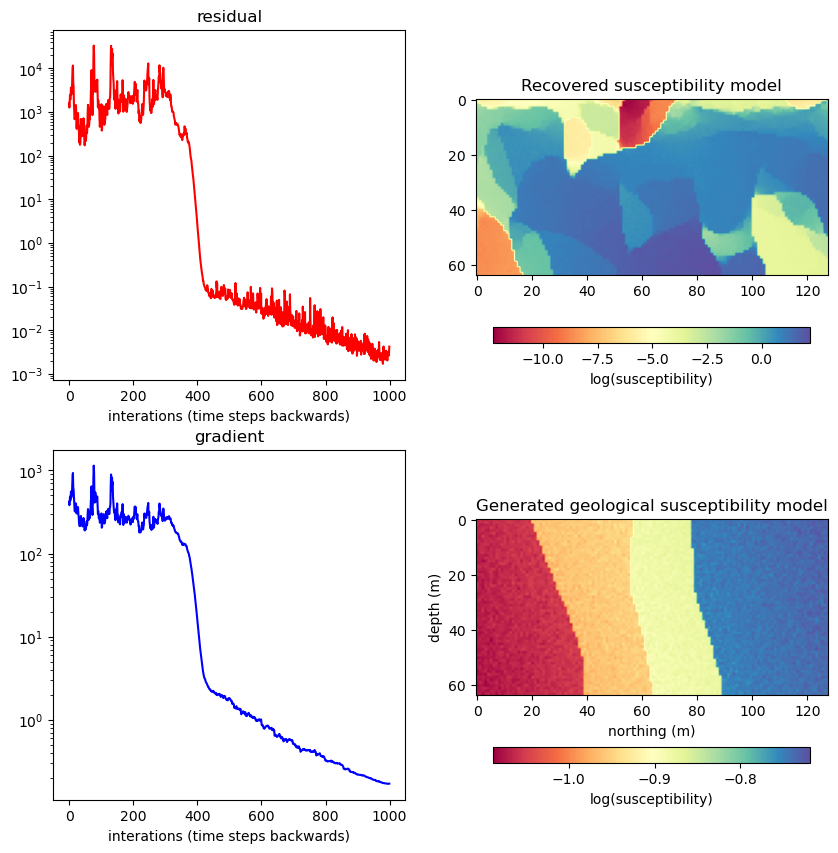 residual
10⁴
10³
10²
10¹
10⁰
10⁻¹
10⁻²
10⁻³
0 200 400 600 800 1000
interations (time steps backwards)
Recovered susceptibility model
0
20
40
60
0 20 40 60 80 100 120
−10.0 −7.5 −5.0 −2.5 0.0
log(susceptibility)
gradient
10³
10²
10¹
10⁰
0 200 400 600 800 1000
interations (time steps backwards)
Generated geological susceptibility model
depth (m)
0
20
40
60
0 20 40 60 80 100 120
northing (m)
−1.0 −0.9 −0.8
log(susceptibility)